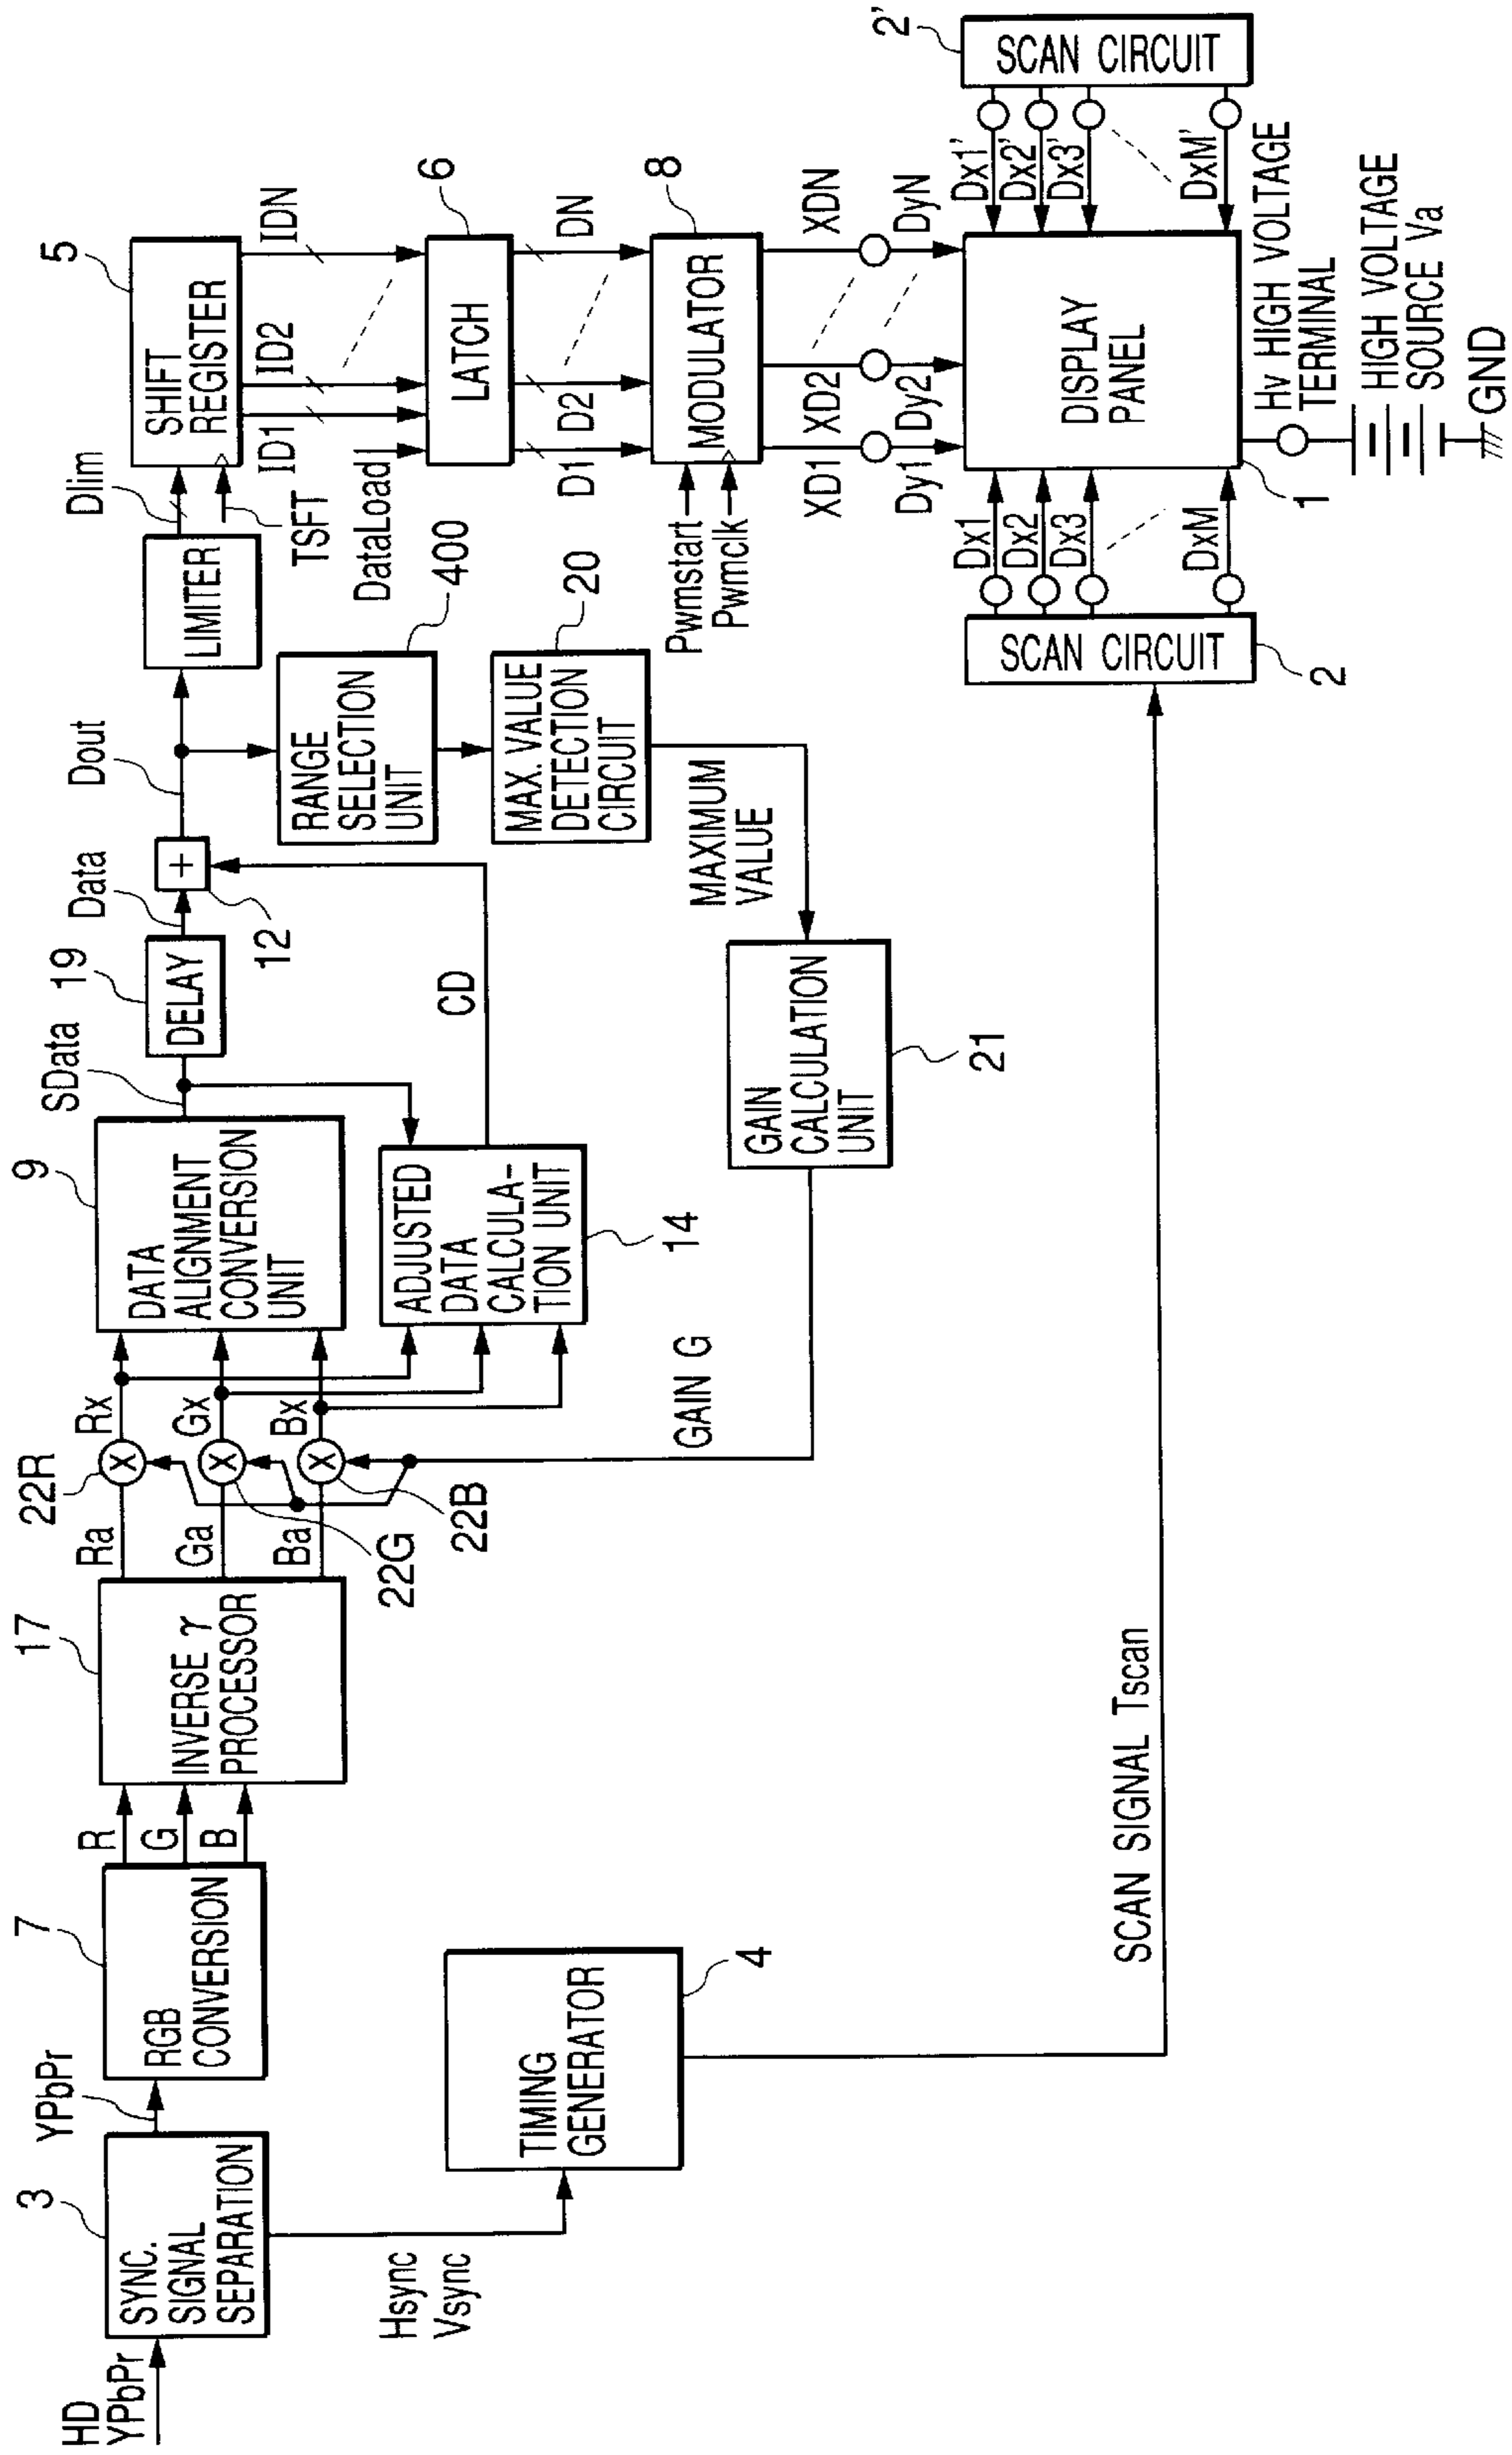 HD
YPbPr
3
SYNC.
SIGNAL
SEPARATION
YPbPr
Hsync
Vsync
7
RGB
CONVERSION
R
G
B
4
TIMING
GENERATOR
17
INVERSE γ
PROCESSOR
Ra
Ga
Ba
22R
22G
22B
X
X
X
Rx
Gx
Bx
9
DATA
ALIGNMENT
CONVERSION
UNIT
ADJUSTED
DATA
CALCULA-
TION UNIT
14
SData
19
DELAY
Data
+
12
CD
Dout
RANGE
SELECTION
UNIT
400
MAX. VALUE
DETECTION
CIRCUIT
20
MAXIMUM
VALUE
GAIN
CALCULATION
UNIT
21
GAIN G
LIMITER
Dlim
TSFT
5
SHIFT
REGISTER
ID1
ID2
IDN
DataLoad
6
LATCH
D1
D2
DN
8
MODULATOR
Pwmstart
Pwmclk
XD1
XD2
XDN
Dy1
Dy2
DyN
DISPLAY
PANEL
1
SCAN CIRCUIT
2
Dx1
Dx2
Dx3
DxM
SCAN CIRCUIT
2'
Dx1'
Dx2'
Dx3'
DxM'
Hv HIGH VOLTAGE
TERMINAL
HIGH VOLTAGE
SOURCE Va
GND
SCAN SIGNAL Tscan